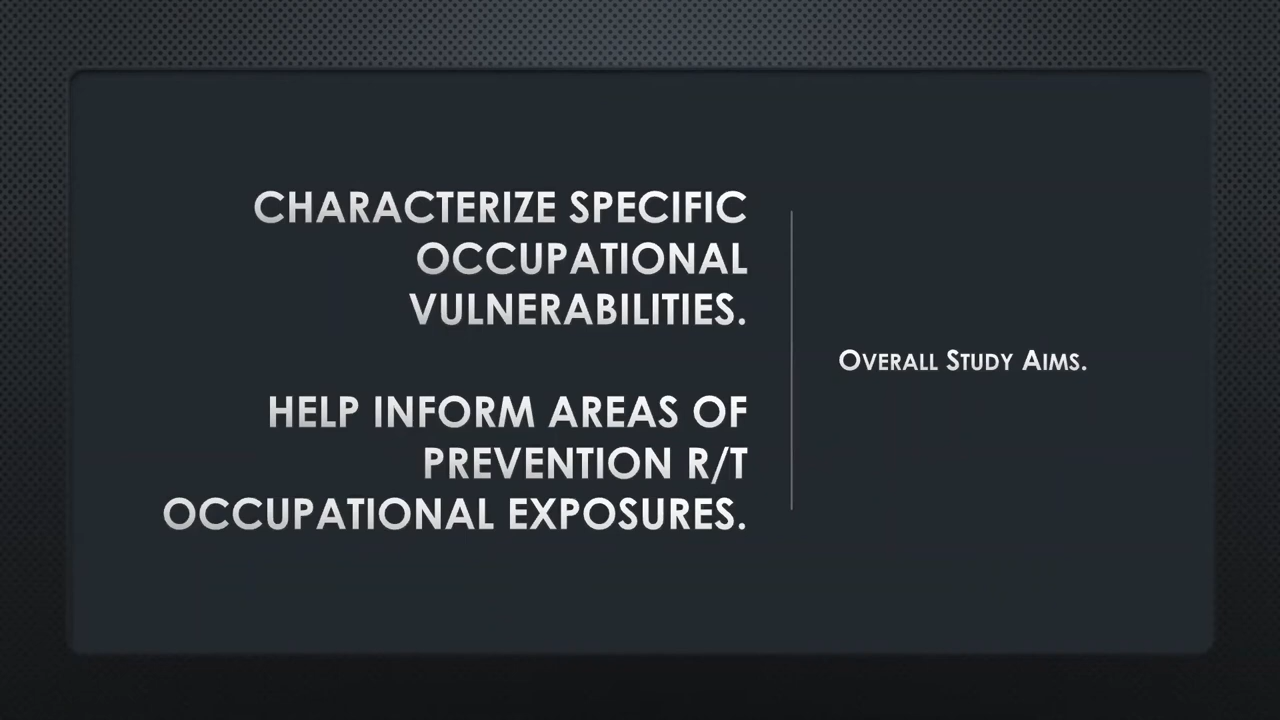 CHARACTERIZE SPECIFIC
OCCUPATIONAL
VULNERABILITIES.
HELP INFORM AREAS OF
PREVENTION R/T
OCCUPATIONAL EXPOSURES.
OVERALL STUDY AIMS.